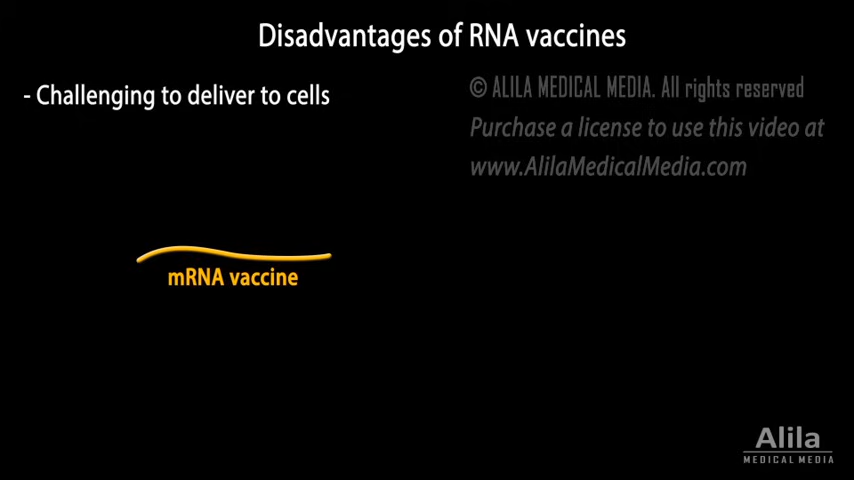 Disadvantages of RNA vaccines
- Challenging to deliver to cells
© ALILA MEDICAL MEDIA. All rights reserved
Purchase a license to use this video at
www.AlilaMedicalMedia.com
mRNA vaccine
Alila
MEDICAL MEDIA